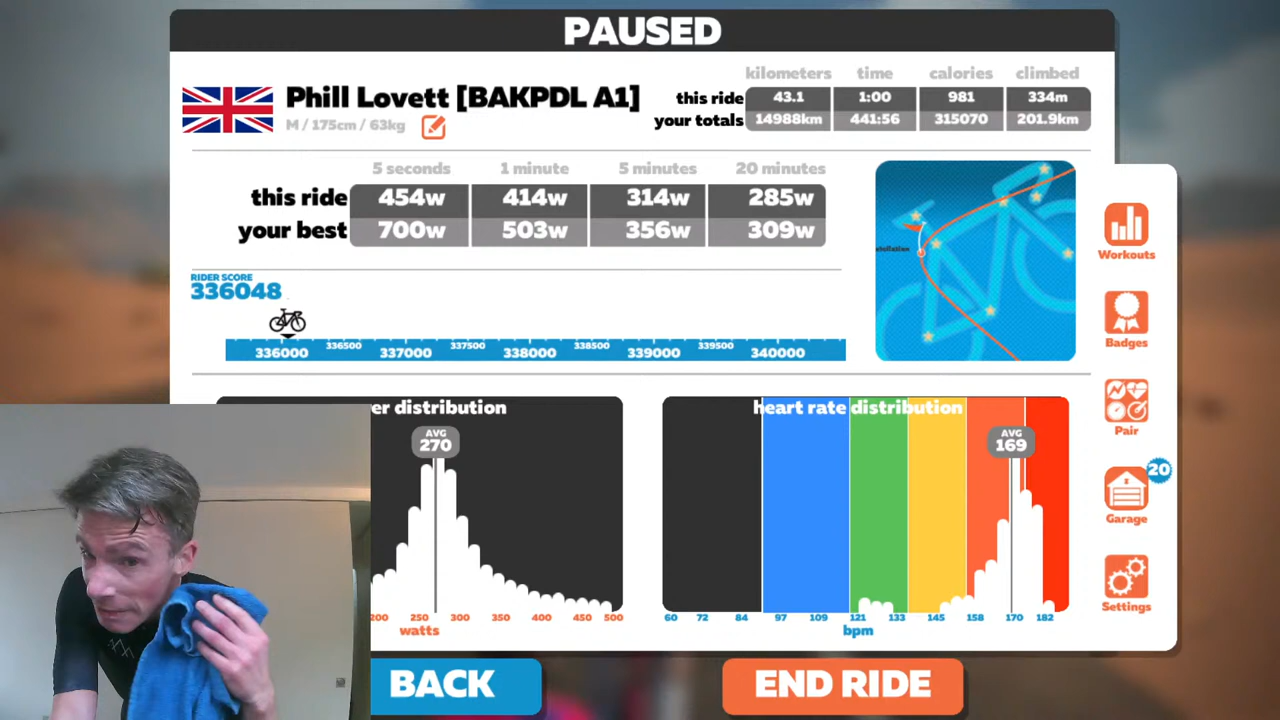 PAUSED
kilometers time calories climbed
Phill Lovett [BAKPDL A1]
M / 175cm / 63kg
this ride 43.1 1:00 981 334m
your totals 14988km 441:56 315070 201.9km
5 seconds 1 minute 5 minutes 20 minutes
this ride 454w 414w 314w 285w
your best 700w 503w 356w 309w
RIDER SCORE
336048
336000 336500 337000 337500 338000 338500 339000 339500 340000
Workouts
Badges
Pair
20
Garage
Settings
er distribution
AVG
270
200 250 300 350 400 450 500
watts
heart rate distribution
AVG
169
60 72 84 97 109 121 133 145 158 170 182
bpm
BACK
END RIDE